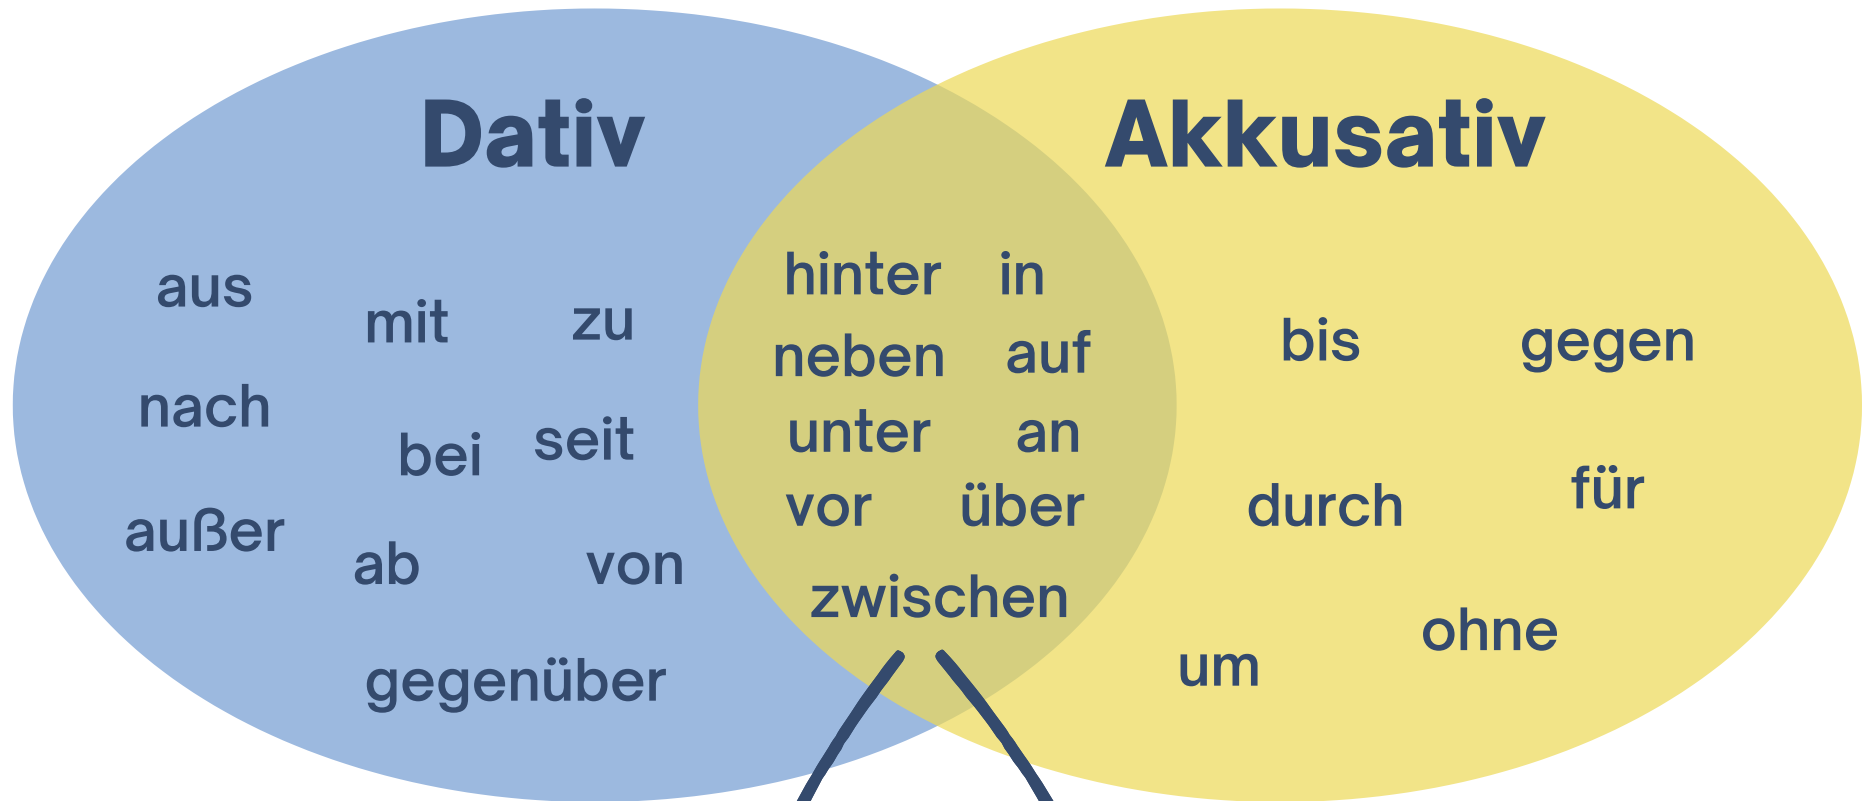 Dativ
Akkusativ
aus
mit
zu
nach
bei
seit
außer
ab
von
gegenüber
hinter in
neben auf
unter an
vor über
zwischen
bis
gegen
durch
für
um
ohne